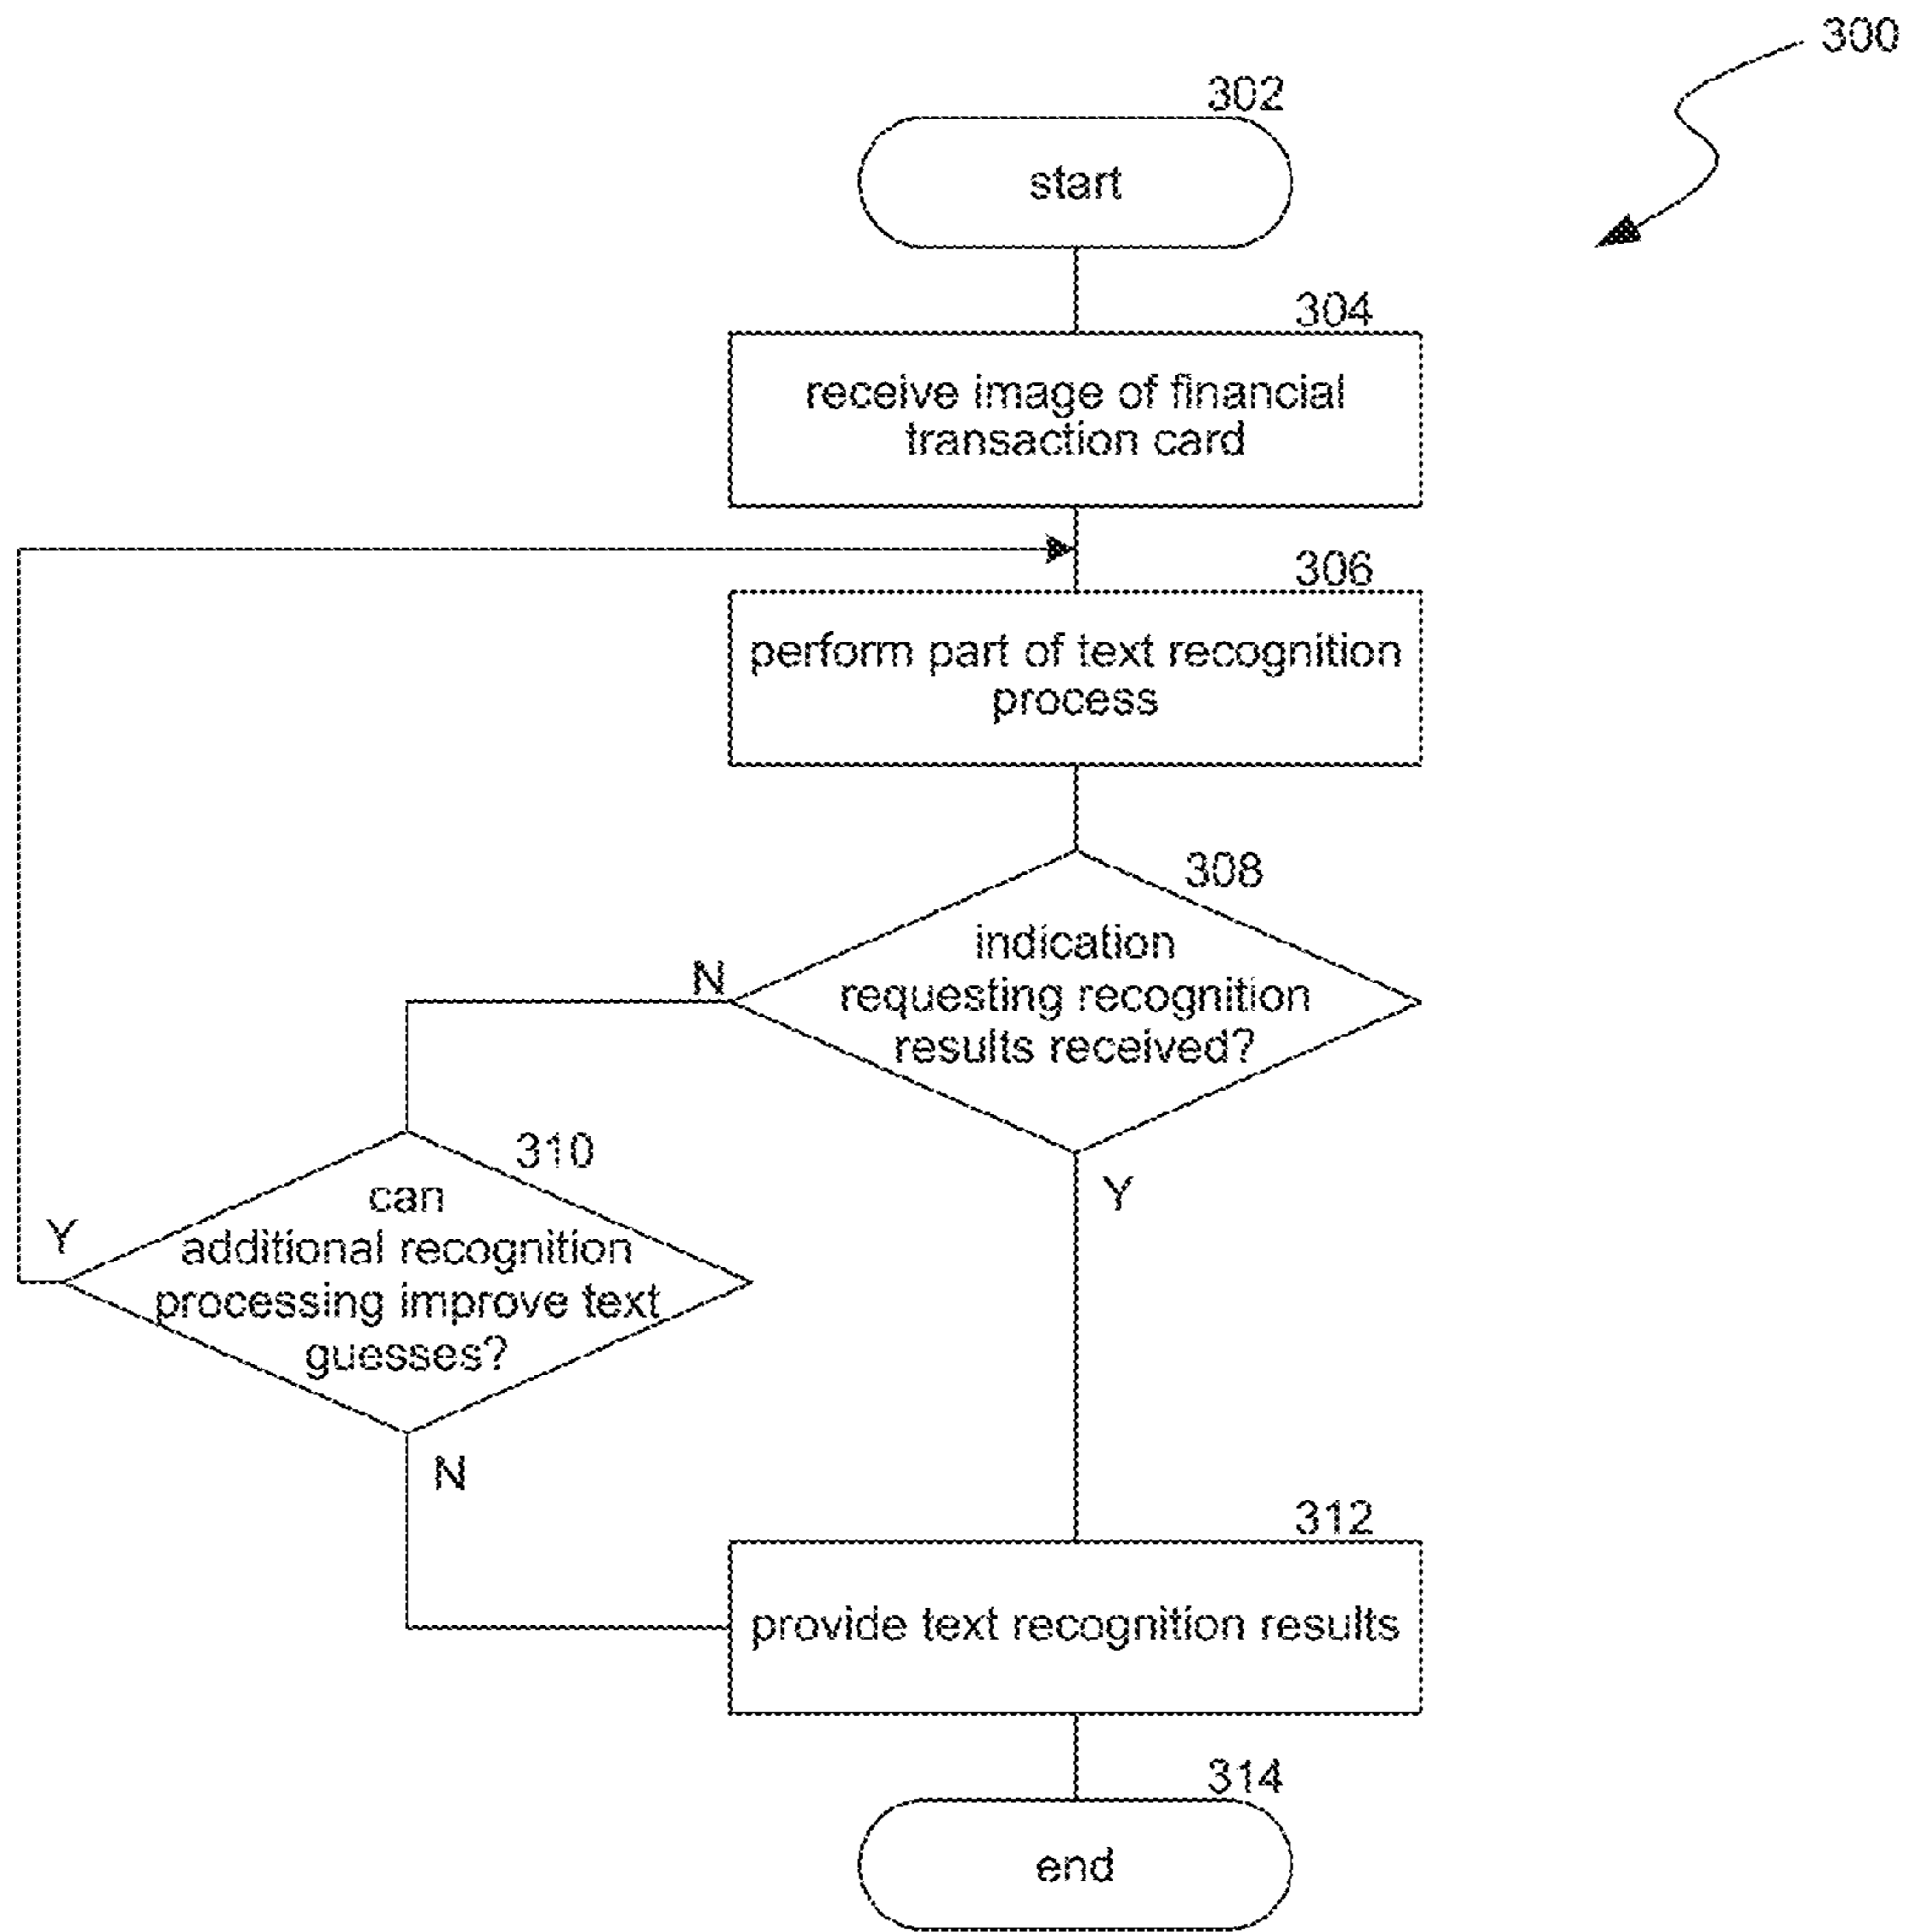 300
302
start
304
receive image of financial
transaction card
306
perform part of text recognition
process
308
indication
requesting recognition
results received?
N
Y
310
can
additional recognition
processing improve text
guesses?
Y
N
312
provide text recognition results
314
end